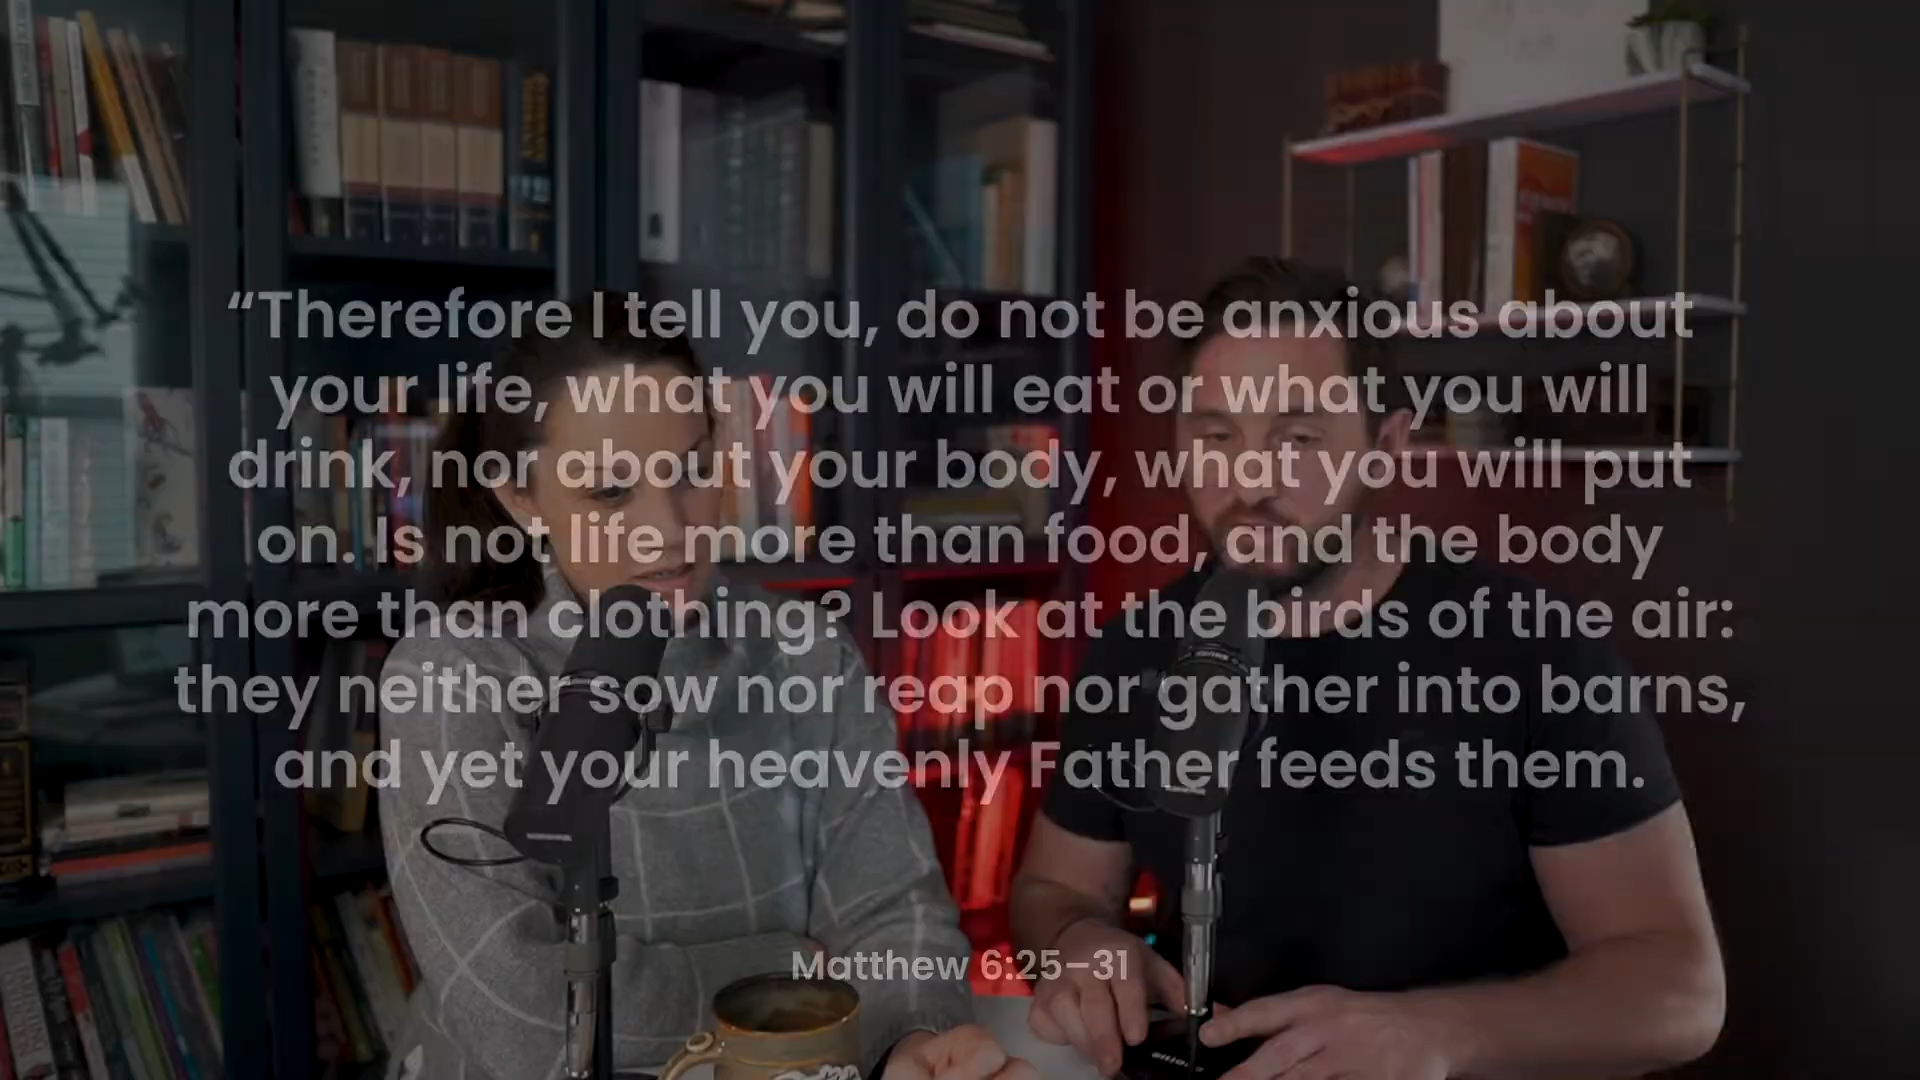 “Therefore I tell you, do not be anxious about
your life, what you will eat or what you will
drink, nor about your body, what you will put
on. Is not life more than food, and the body
more than clothing? Look at the birds of the air:
they neither sow nor reap nor gather into barns,
and yet your heavenly Father feeds them.
Matthew 6:25–31